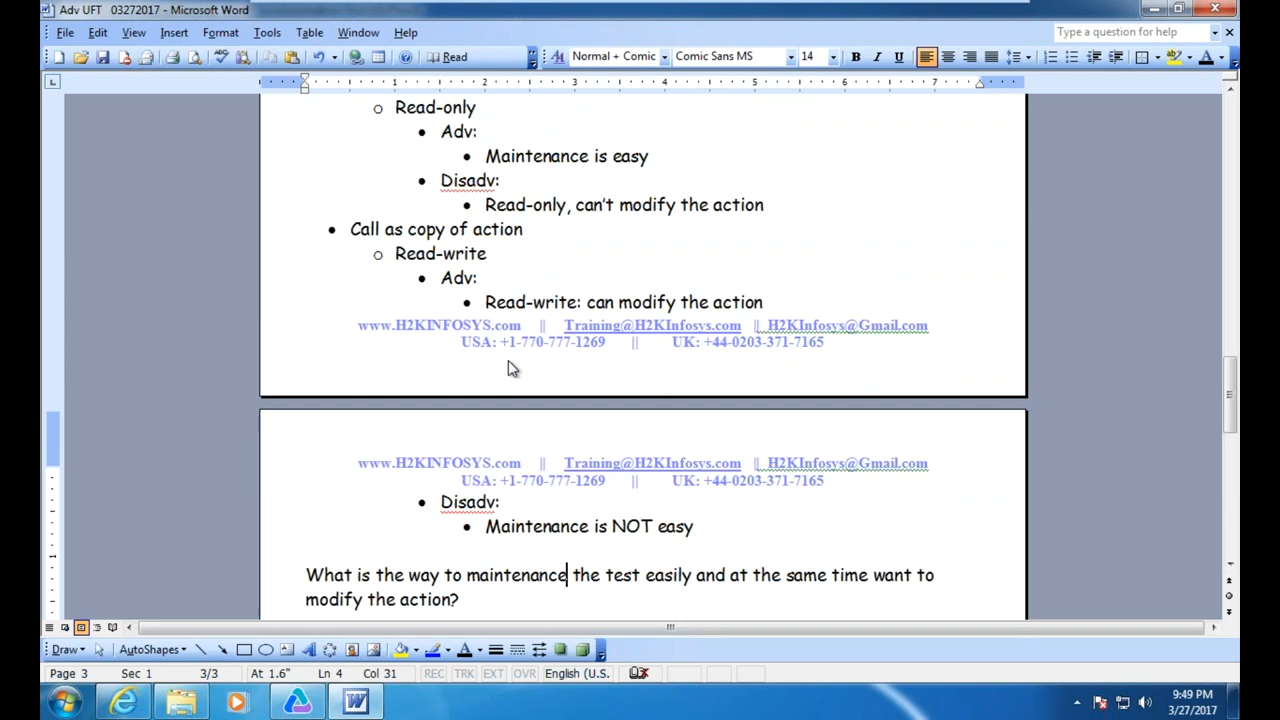 Adv UFT 03272017 - Microsoft Word
File Edit View Insert Format Tools Table Window Help
Type a question for help
Read Normal + Comic Comic Sans MS 14 B I U
1 2 3 4 5 6 7
Read-only
Adv:
Maintenance is easy
Disadv:
Read-only, can't modify the action
Call as copy of action
Read-write
Adv:
Read-write: can modify the action
www.H2KINFOSYS.com || Training@H2KInfosys.com || H2KInfosys@Gmail.com
USA: +1-770-777-1269 || UK: +44-0203-371-7165
www.H2KINFOSYS.com || Training@H2KInfosys.com || H2KInfosys@Gmail.com
USA: +1-770-777-1269 || UK: +44-0203-371-7165
Disadv:
Maintenance is NOT easy
What is the way to maintenance the test easily and at the same time want to
modify the action?
Draw AutoShapes
Page 3 Sec 1 3/3 At 1.6" Ln 4 Col 31 REC TRK EXT OVR English (U.S.
9:49 PM
3/27/2017